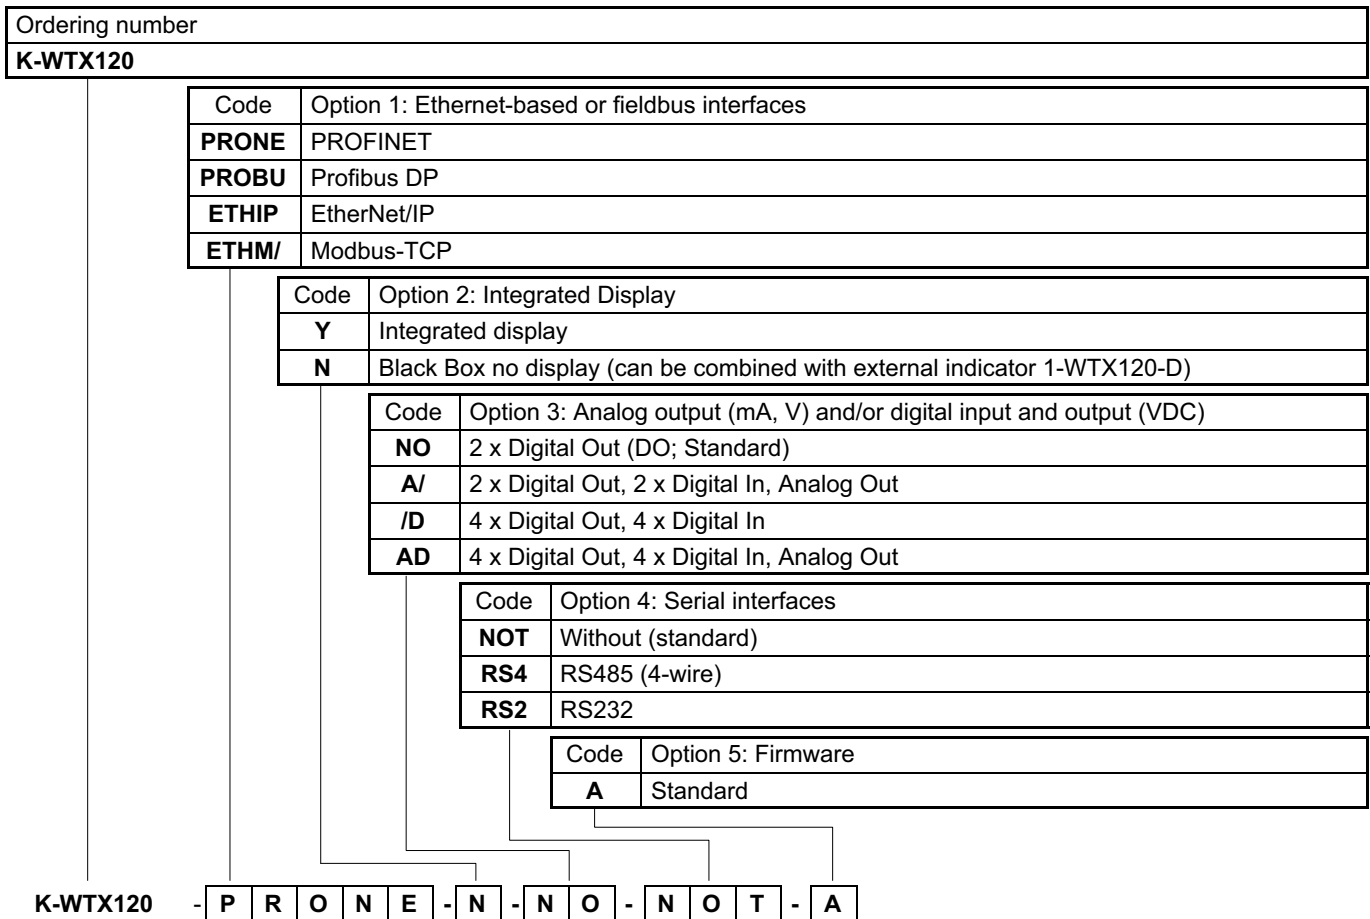 Ordering number
K-WTX120
Code Option 1: Ethernet-based or fieldbus interfaces
PRONE PROFINET
PROBU Profibus DP
ETHIP EtherNet/IP
ETHM/ Modbus-TCP
Code Option 2: Integrated Display
Y Integrated display
N Black Box no display (can be combined with external indicator 1-WTX120-D)
Code Option 3: Analog output (mA, V) and/or digital input and output (VDC)
NO 2 x Digital Out (DO; Standard)
A/ 2 x Digital Out, 2 x Digital In, Analog Out
/D 4 x Digital Out, 4 x Digital In
AD 4 x Digital Out, 4 x Digital In, Analog Out
Code Option 4: Serial interfaces
NOT Without (standard)
RS4 RS485 (4-wire)
RS2 RS232
Code Option 5: Firmware
A Standard
K-WTX120 - P R O N E - N - N O - N O T - A